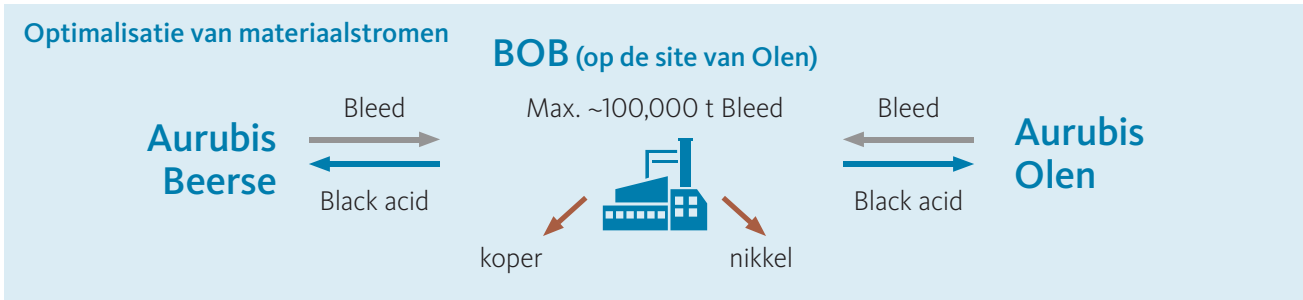 Optimalisatie van materiaalstromen
BOB (op de site van Olen)
Bleed
Max. ~100,000 t Bleed
Bleed
Aurubis
Beerse
Aurubis
Olen
Black acid
Black acid
koper
nikkel